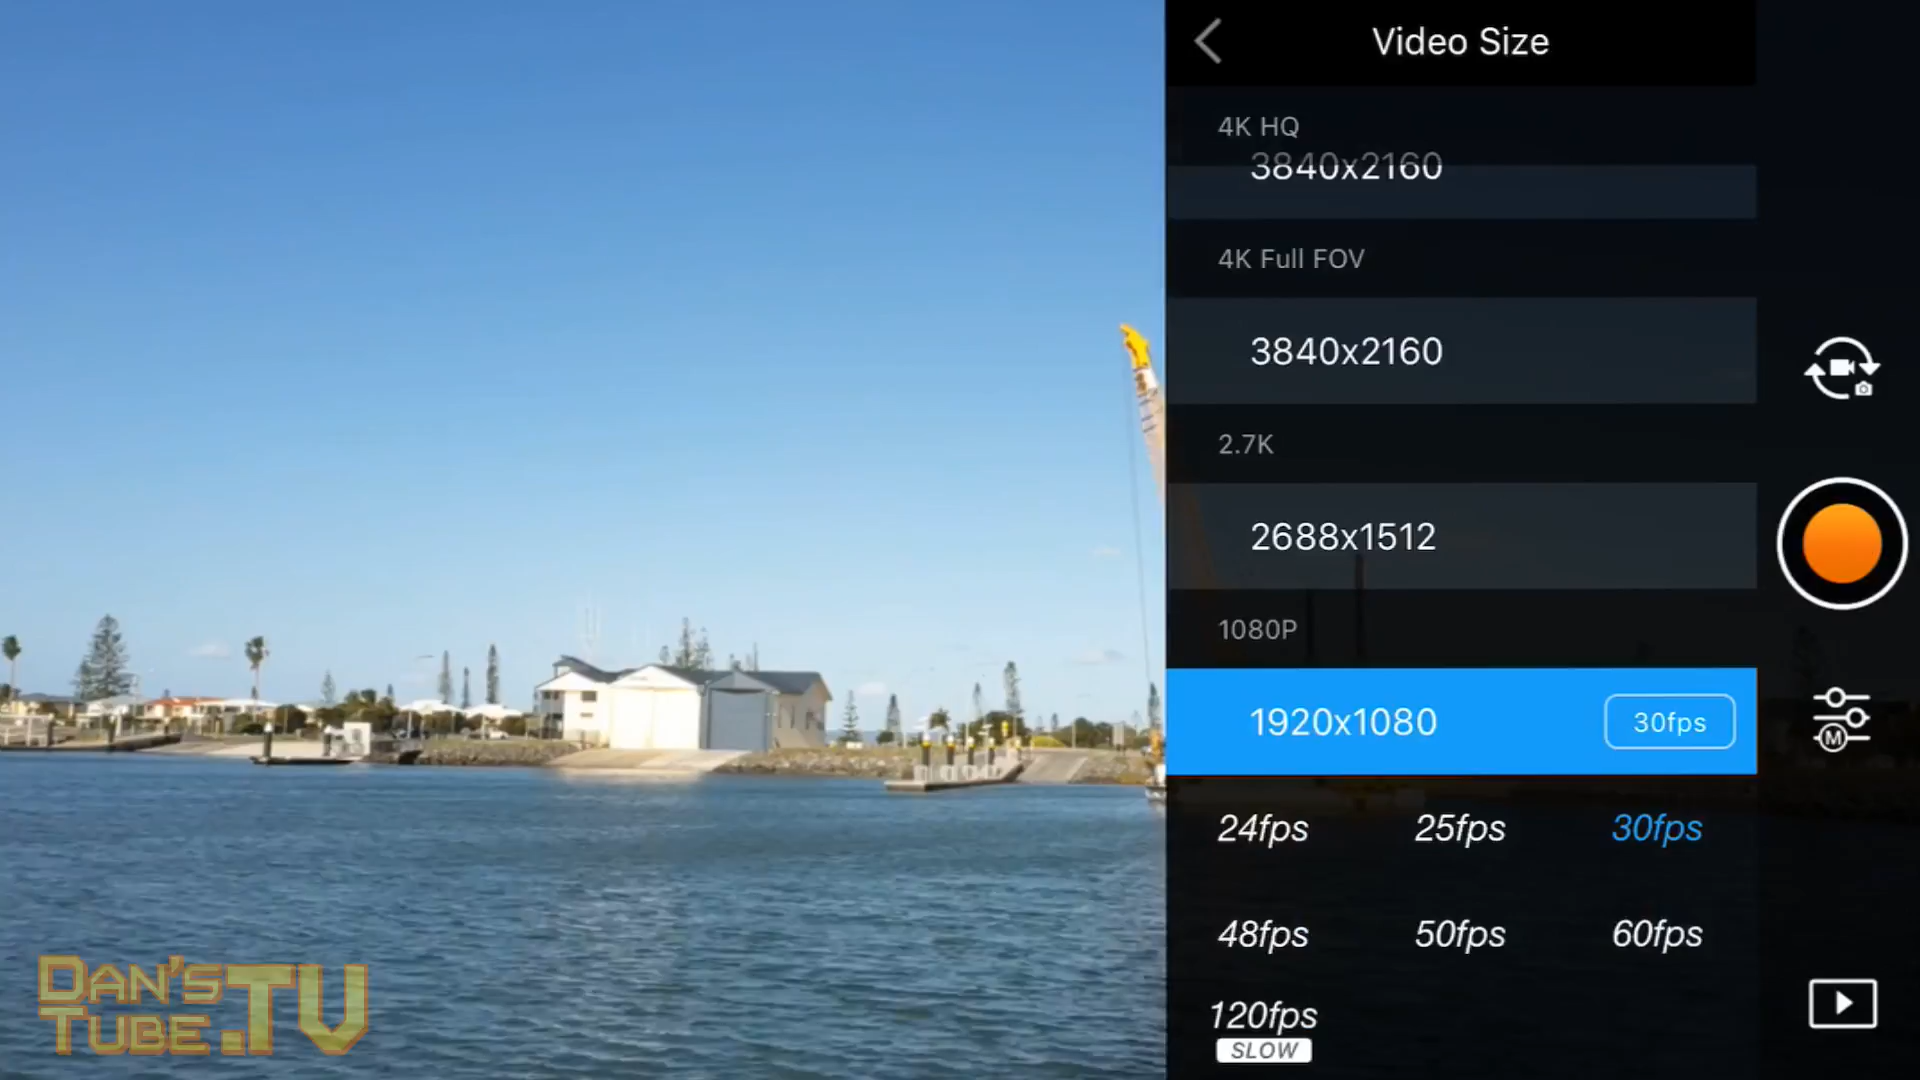 Video Size
4K HQ
3840x2160
4K Full FOV
3840x2160
2.7K
2688x1512
1080P
1920x1080 30fps
24fps 25fps 30fps
48fps 50fps 60fps
120fps
SLOW
M
DAN'S
TUBE.TV